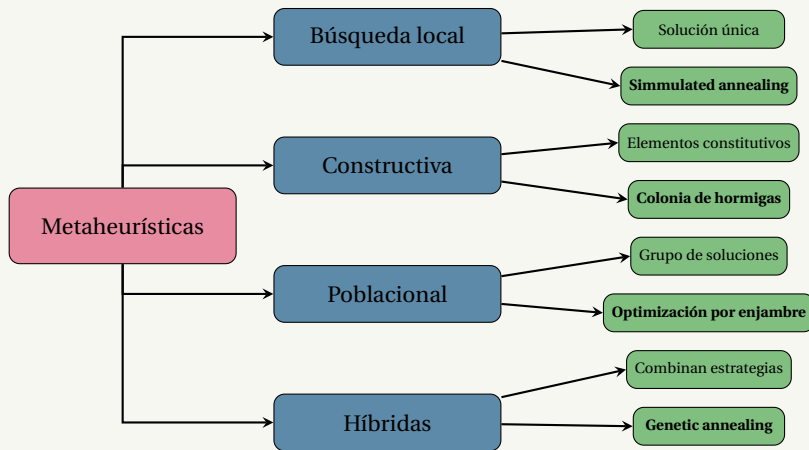 Búsqueda local
Solución única
Simmulated annealing
Constructiva
Elementos constitutivos
Colonia de hormigas
Metaheurísticas
Poblacional
Grupo de soluciones
Optimización por enjambre
Híbridas
Combinan estrategias
Genetic annealing